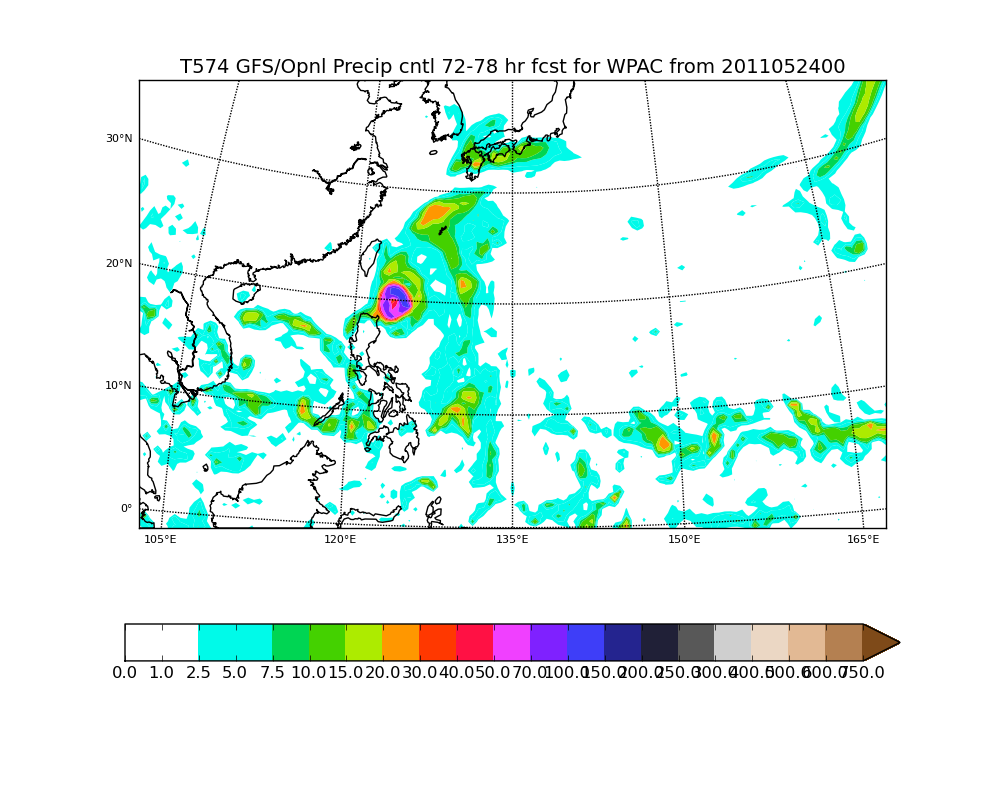 T574 GFS/Opnl Precip cntl 72-78 hr fcst for WPAC from 2011052400
30°N
20°N
10°N
0°
105°E 120°E 135°E 150°E 165°E
0.0 1.0 2.5 5.0 7.5 10.0 15.0 20.0 30.0 40.0 50.0 70.0 100.0 150.0 200.0 250.0 300.0 400.0 500.0 600.0 750.0